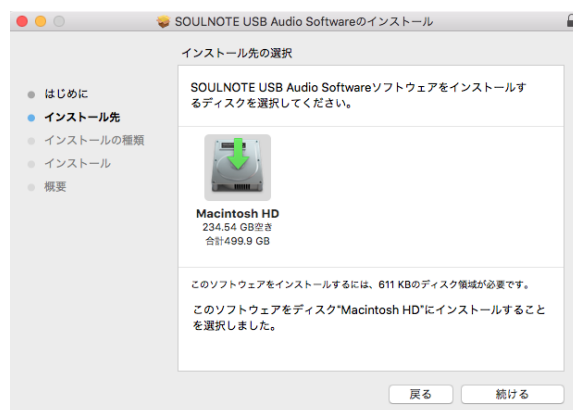 SOULNOTE USB Audio Softwareのインストール
インストール先の選択
はじめに
インストール先
インストールの種類
インストール
概要
SOULNOTE USB Audio Softwareソフトウェアをインストールす
るディスクを選択してください。
Macintosh HD
234.54 GB空き
合計499.9 GB
このソフトウェアをインストールするには、611 KBのディスク領域が必要です。
このソフトウェアをディスク"Macintosh HD"にインストールすること
を選択しました。
戻る
続ける